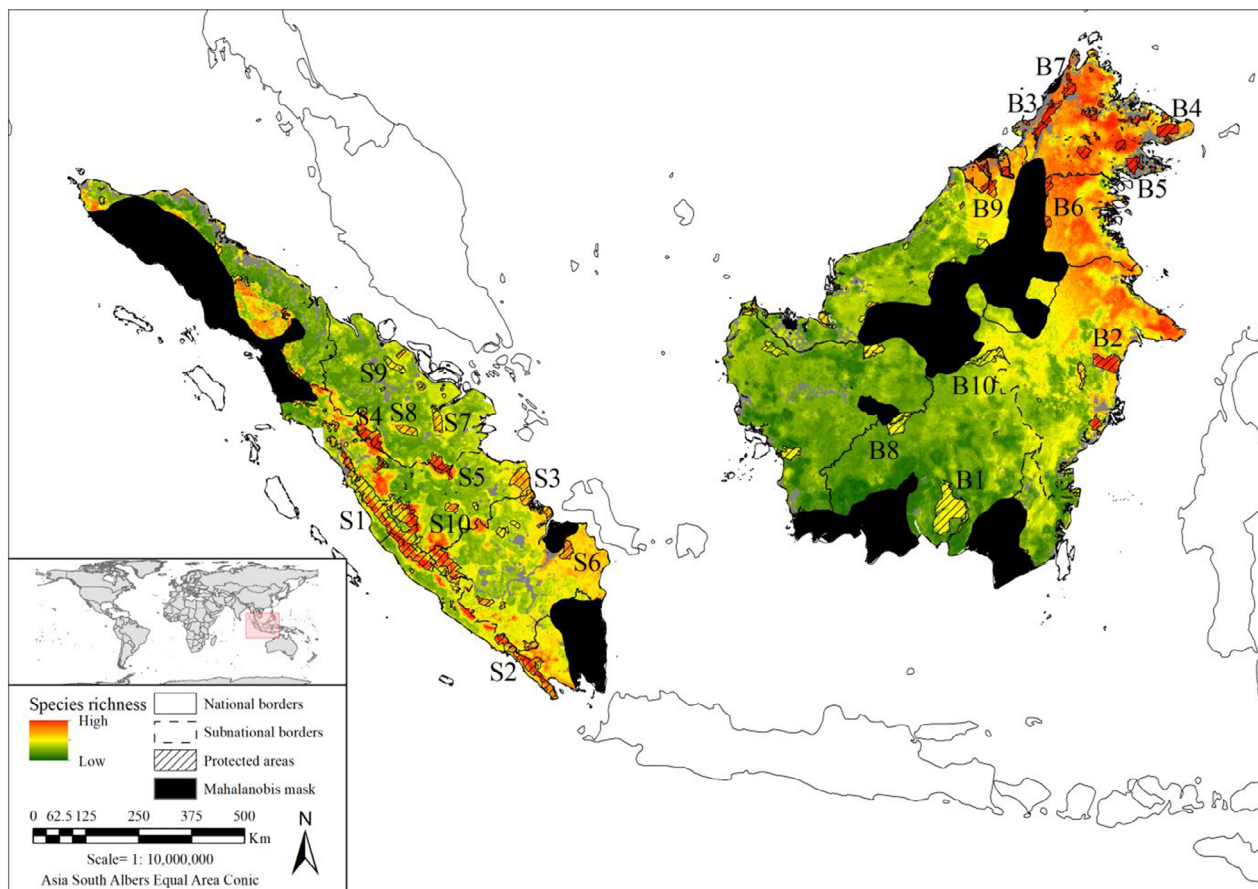 B7
B3
B4
B5
B9
B6
B2
S9
B10
S4
S8
S7
B8
S5
S3
B1
S1
S10
S6
S2
Species richness
High
Low
National borders
Subnational borders
Protected areas
Mahalanobis mask
0 62.5 125 250 375 500
Km
N
Scale= 1: 10,000,000
Asia South Albers Equal Area Conic